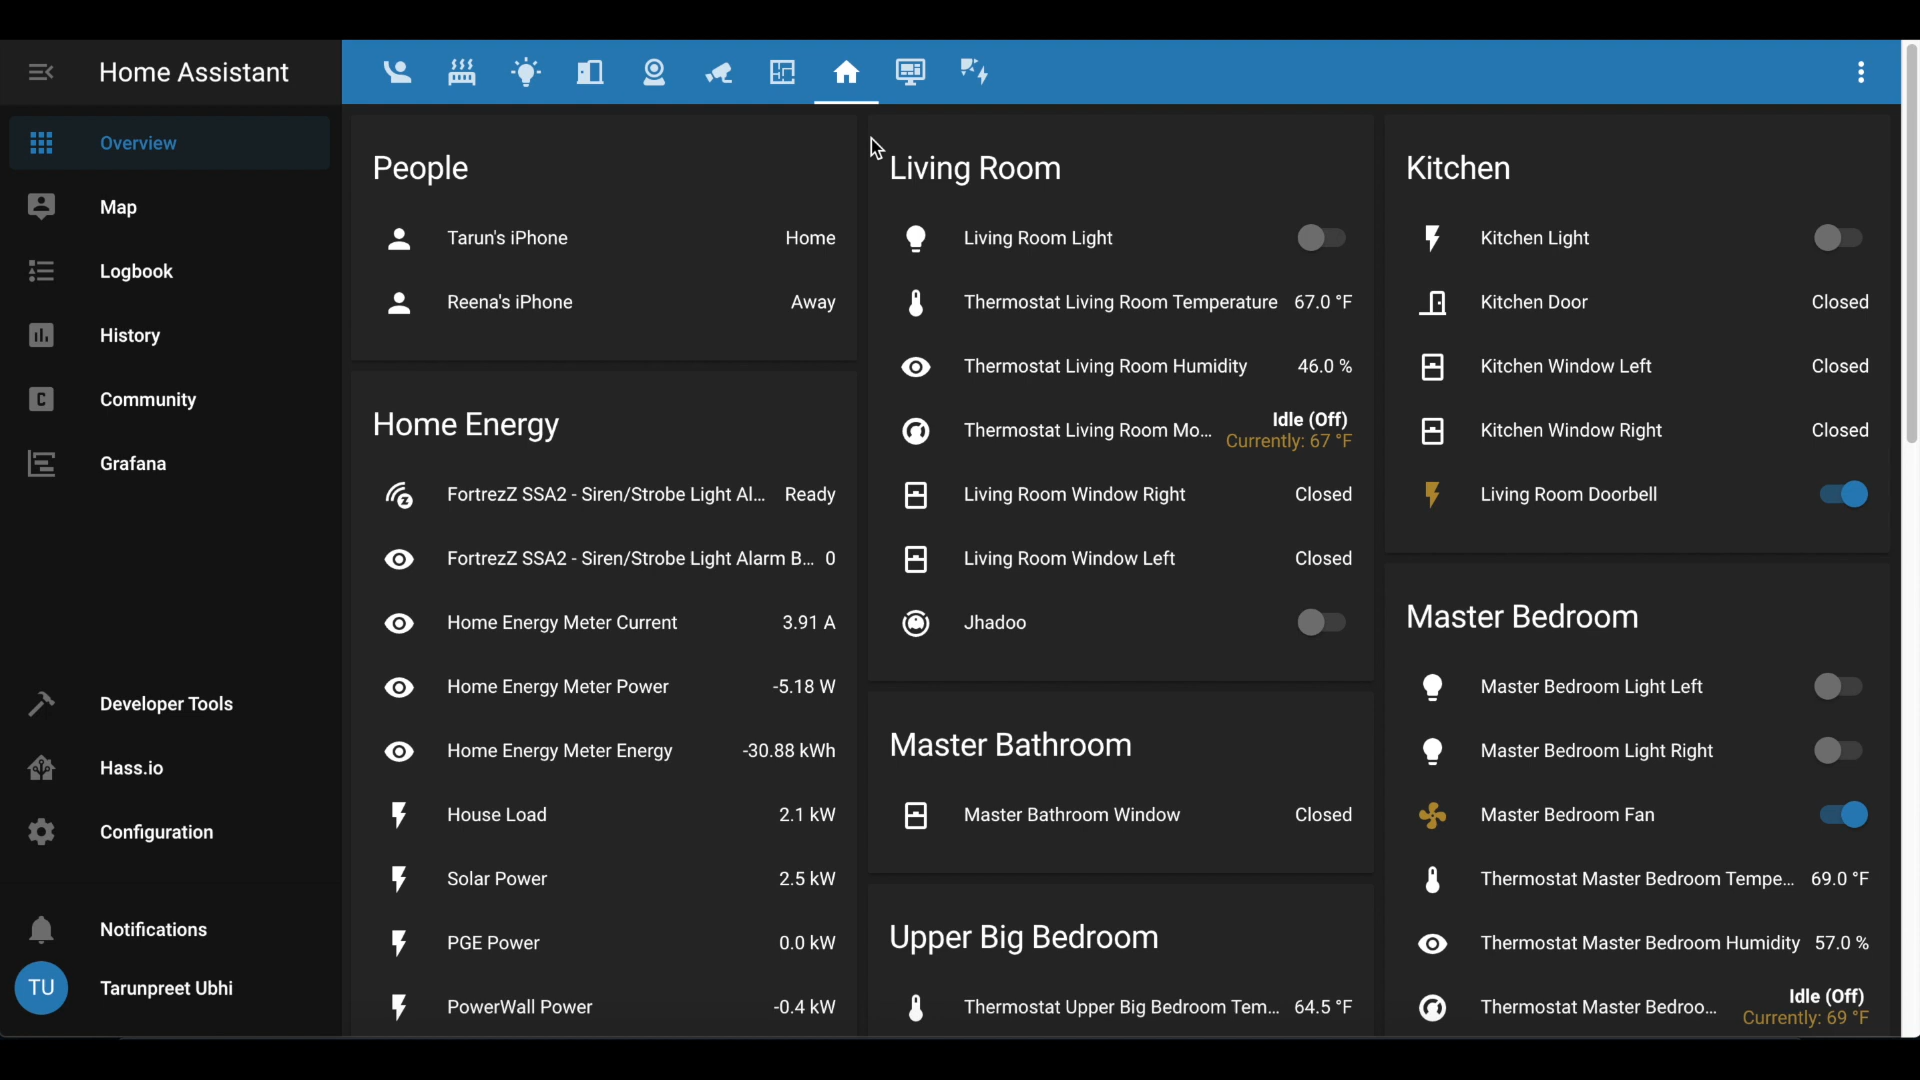 Home Assistant
Overview
Map
Logbook
History
Community
Grafana
Developer Tools
Hass.io
Configuration
Notifications
TU Tarunpreet Ubhi
People
Tarun's iPhone Home
Reena's iPhone Away
Home Energy
FortrezZ SSA2 - Siren/Strobe Light Al... Ready
FortrezZ SSA2 - Siren/Strobe Light Alarm B... 0
Home Energy Meter Current 3.91 A
Home Energy Meter Power -5.18 W
Home Energy Meter Energy -30.88 kWh
House Load 2.1 kW
Solar Power 2.5 kW
PGE Power 0.0 kW
PowerWall Power -0.4 kW
Living Room
Living Room Light
Thermostat Living Room Temperature 67.0 °F
Thermostat Living Room Humidity 46.0 %
Thermostat Living Room Mo... Idle (Off)
Currently: 67 °F
Living Room Window Right Closed
Living Room Window Left Closed
Jhadoo
Master Bathroom
Master Bathroom Window Closed
Upper Big Bedroom
Thermostat Upper Big Bedroom Tem... 64.5 °F
Kitchen
Kitchen Light
Kitchen Door Closed
Kitchen Window Left Closed
Kitchen Window Right Closed
Living Room Doorbell
Master Bedroom
Master Bedroom Light Left
Master Bedroom Light Right
Master Bedroom Fan
Thermostat Master Bedroom Tempe... 69.0 °F
Thermostat Master Bedroom Humidity 57.0 %
Thermostat Master Bedroo... Idle (Off)
Currently: 69 °F